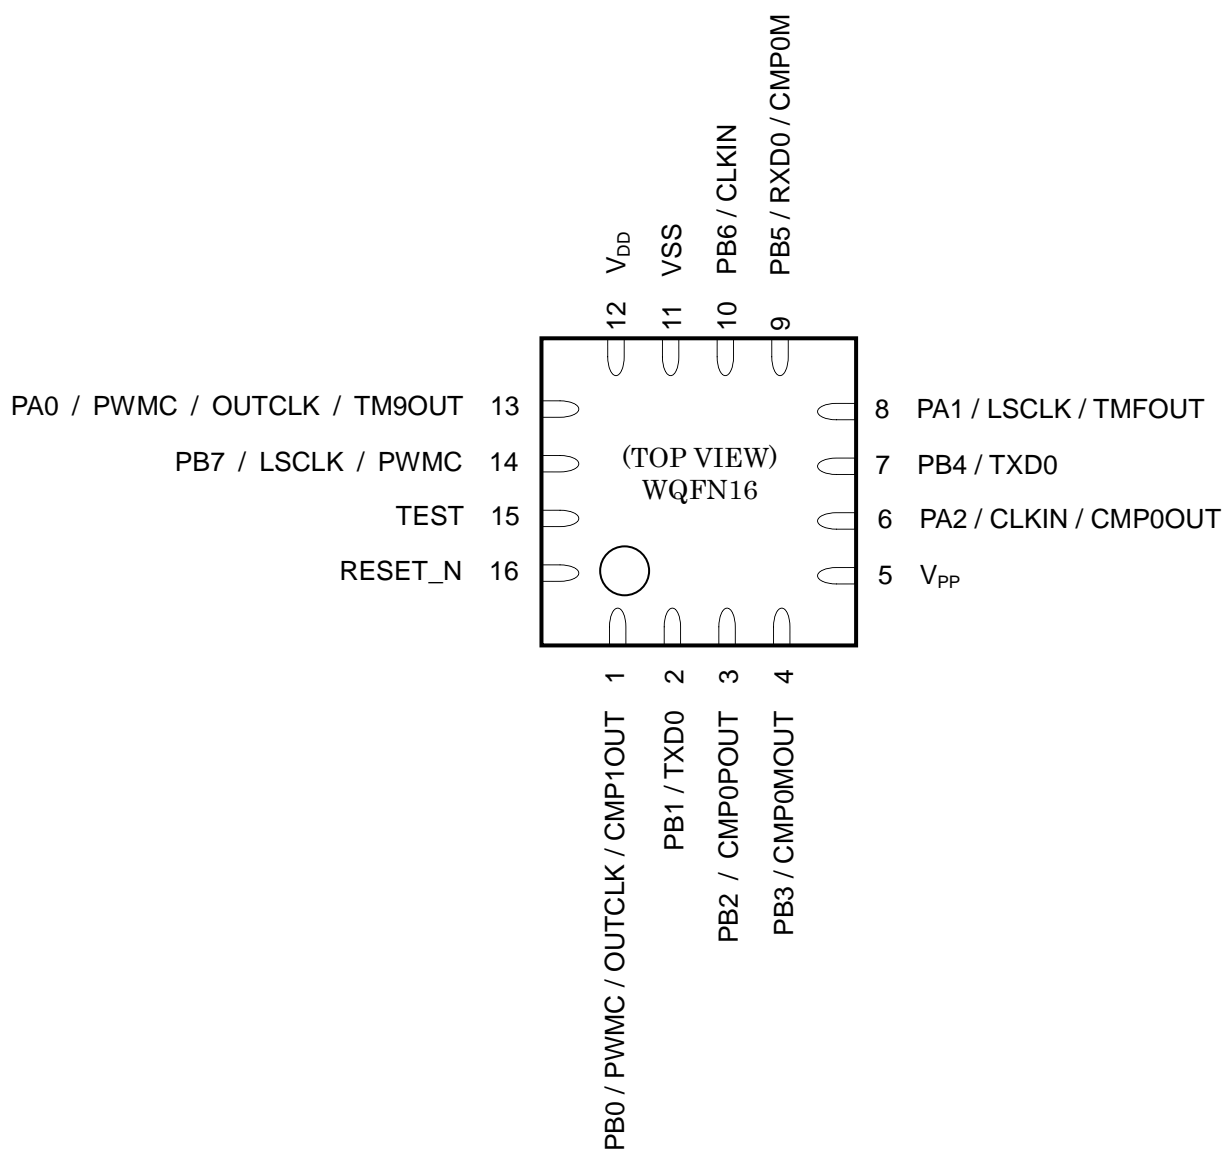 PB5 / RXD0 / CMP0M
PB6 / CLKIN
VSS
VDD
12
11
10
9
PA0 / PWMC / OUTCLK / TM9OUT 13
PB7 / LSCLK / PWMC 14
TEST 15
RESET_N 16
(TOP VIEW)
WQFN16
8 PA1 / LSCLK / TMFOUT
7 PB4 / TXD0
6 PA2 / CLKIN / CMP0OUT
5 VPP
1
2
3
4
PB0 / PWMC / OUTCLK / CMP1OUT
PB1 / TXD0
PB2 / CMP0POUT
PB3 / CMP0MOUT